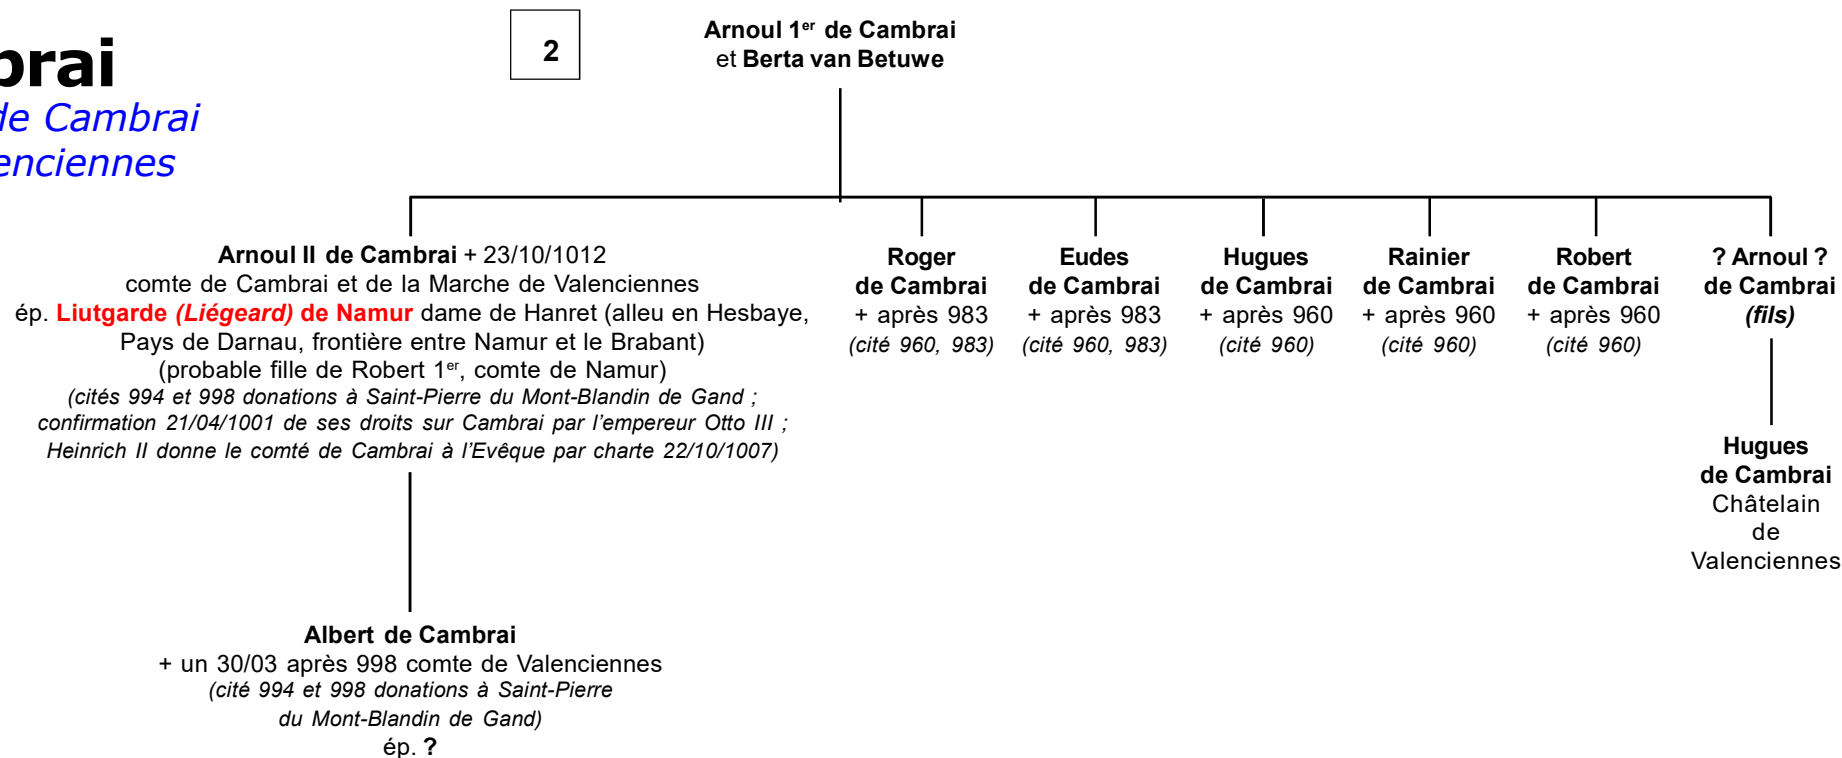 brai
de Cambrai
enciennes
2
Arnoul 1er de Cambrai
et Berta van Betuwe
Arnoul II de Cambrai + 23/10/1012
comte de Cambrai et de la Marche de Valenciennes
ép. Liutgarde (Liégeard) de Namur dame de Hanret (alleu en Hesbaye,
Pays de Darnau, frontière entre Namur et le Brabant)
(probable fille de Robert 1er, comte de Namur)
(cités 994 et 998 donations à Saint-Pierre du Mont-Blandin de Gand ;
confirmation 21/04/1001 de ses droits sur Cambrai par l’empereur Otto III ;
Heinrich II donne le comté de Cambrai à l’Evêque par charte 22/10/1007)
Roger
de Cambrai
+ après 983
(cité 960, 983)
Eudes
de Cambrai
+ après 983
(cité 960, 983)
Hugues
de Cambrai
+ après 960
(cité 960)
Rainier
de Cambrai
+ après 960
(cité 960)
Robert
de Cambrai
+ après 960
(cité 960)
? Arnoul ?
de Cambrai
(fils)
Hugues
de Cambrai
Châtelain
de
Valenciennes
Albert de Cambrai
+ un 30/03 après 998 comte de Valenciennes
(cité 994 et 998 donations à Saint-Pierre
du Mont-Blandin de Gand)
ép. ?